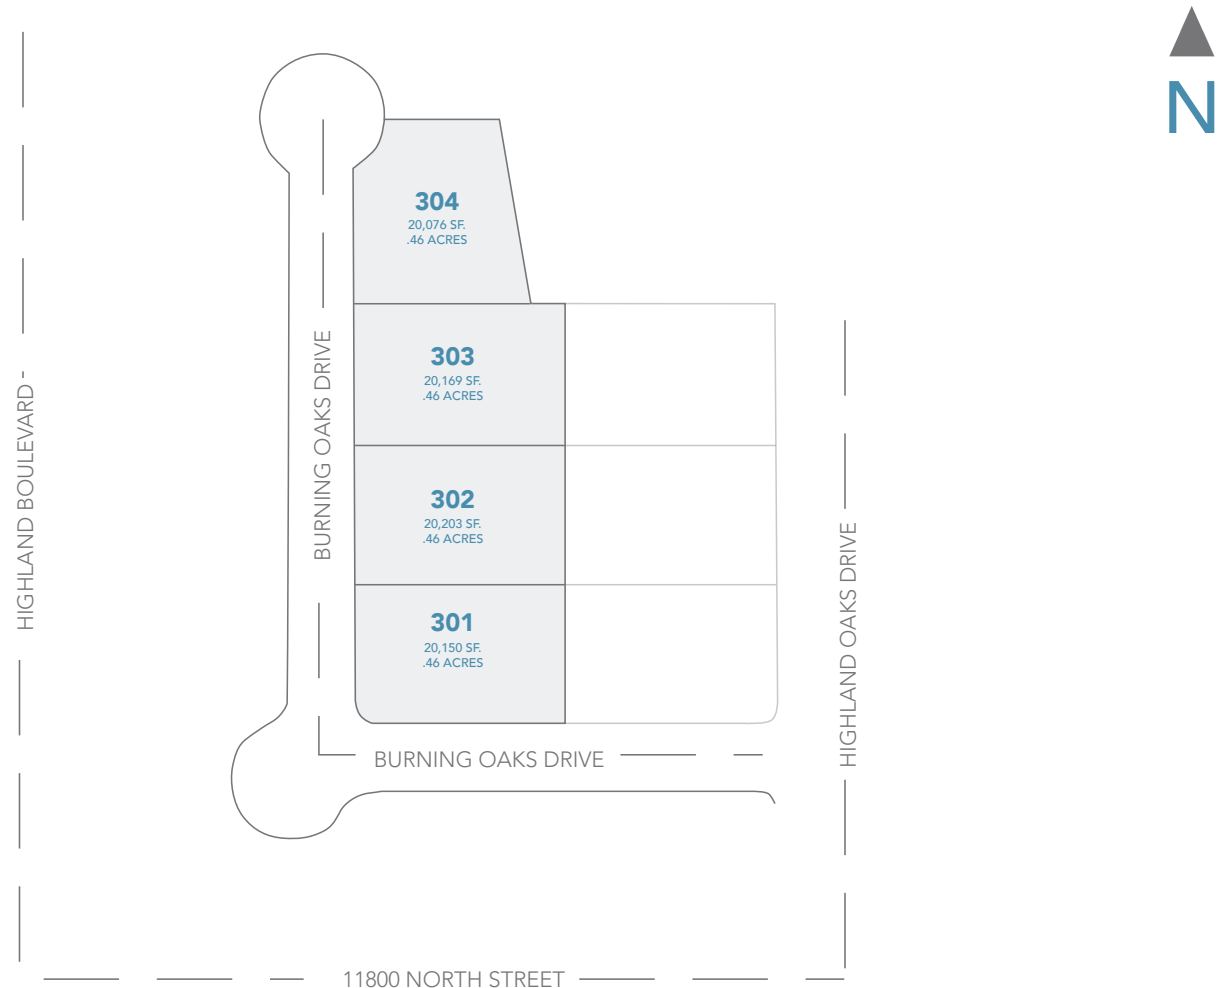 N
304
20,076 SF.
.46 ACRES
303
20,169 SF.
.46 ACRES
302
20,203 SF.
.46 ACRES
301
20,150 SF.
.46 ACRES
HIGHLAND BOULEVARD
BURNING OAKS DRIVE
HIGHLAND OAKS DRIVE
BURNING OAKS DRIVE
11800 NORTH STREET